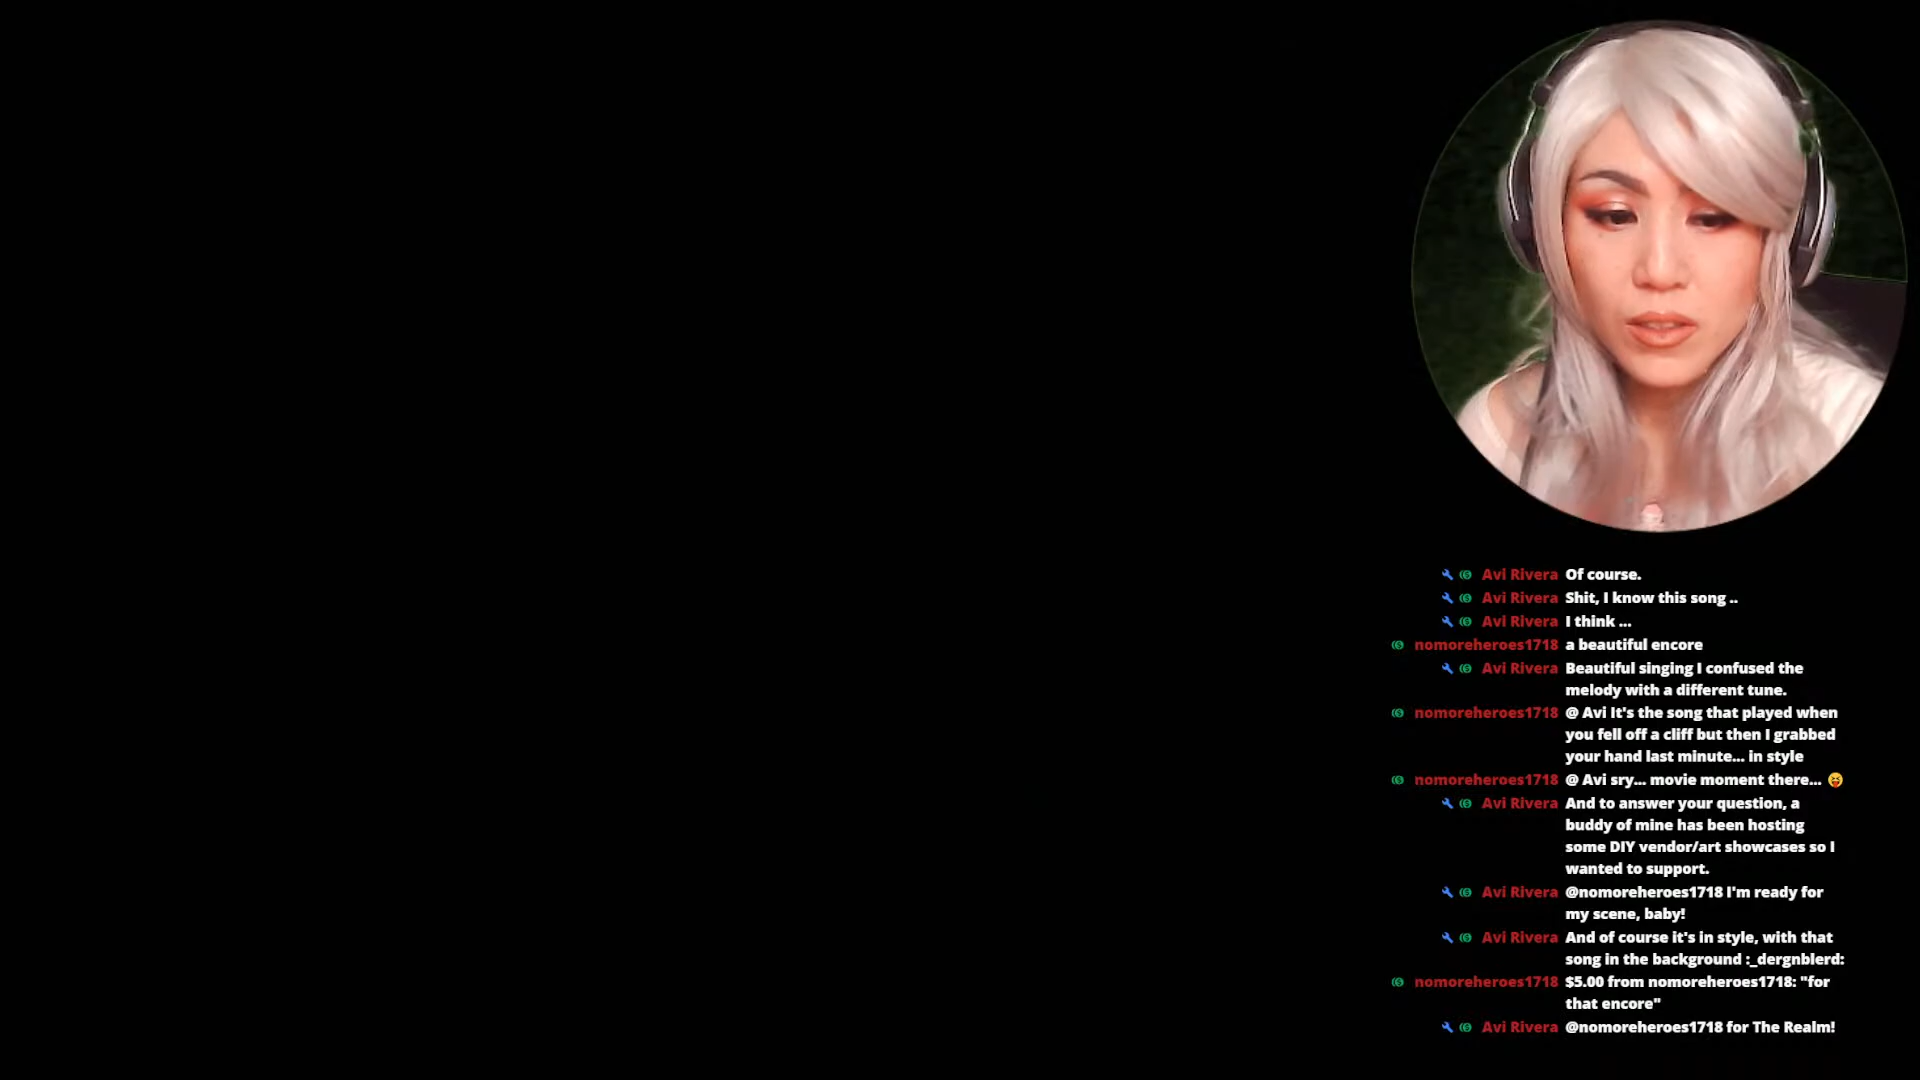 Avi Rivera Of course.
Avi Rivera Shit, I know this song ..
Avi Rivera I think ...
nomoreheroes1718 a beautiful encore
Avi Rivera Beautiful singing I confused the
melody with a different tune.
nomoreheroes1718 @ Avi It's the song that played when
you fell off a cliff but then I grabbed
your hand last minute... in style
nomoreheroes1718 @ Avi sry... movie moment there... 😝
Avi Rivera And to answer your question, a
buddy of mine has been hosting
some DIY vendor/art showcases so I
wanted to support.
Avi Rivera @nomoreheroes1718 I'm ready for
my scene, baby!
Avi Rivera And of course it's in style, with that
song in the background :_dergnblerd:
nomoreheroes1718 $5.00 from nomoreheroes1718: "for
that encore"
Avi Rivera @nomoreheroes1718 for The Realm!